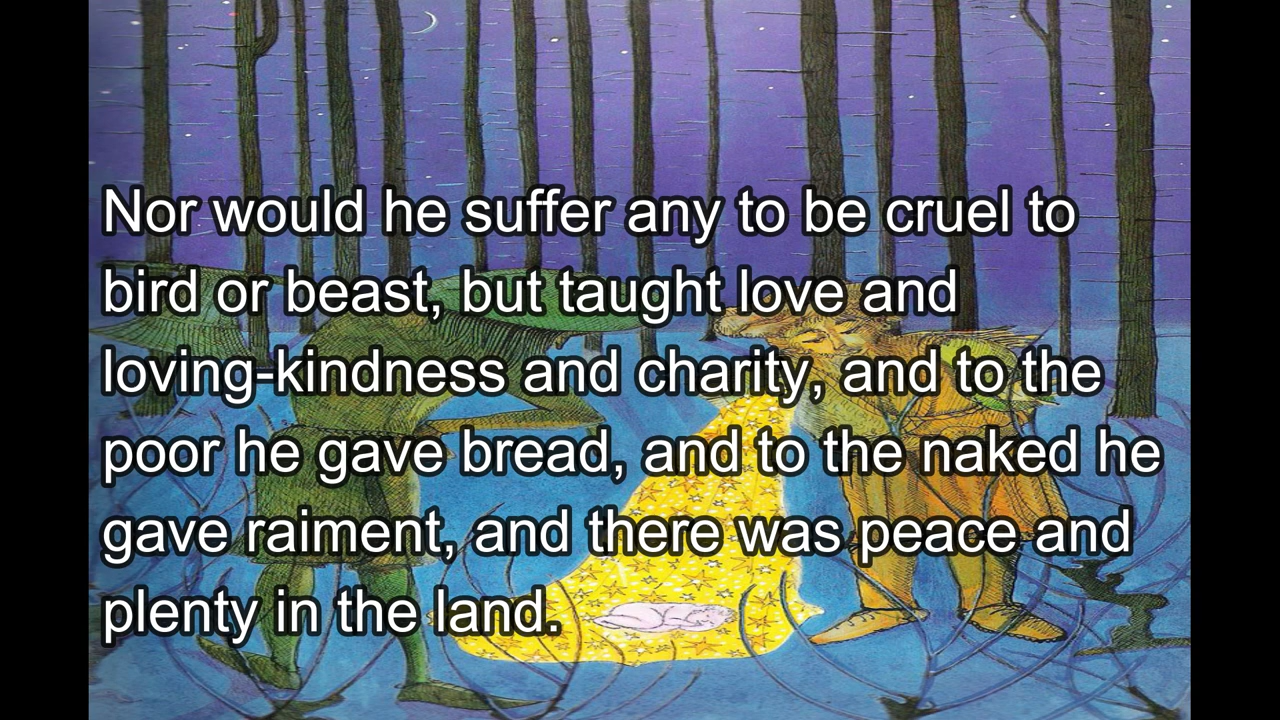 Nor would he suffer any to be cruel to
bird or beast, but taught love and
loving-kindness and charity, and to the
poor he gave bread, and to the naked he
gave raiment, and there was peace and
plenty in the land.